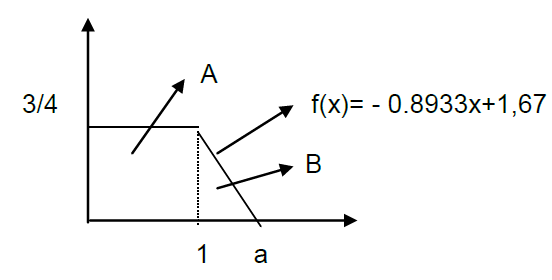 A
3/4
f(x)= - 0.8933x+1,67
B
1 a